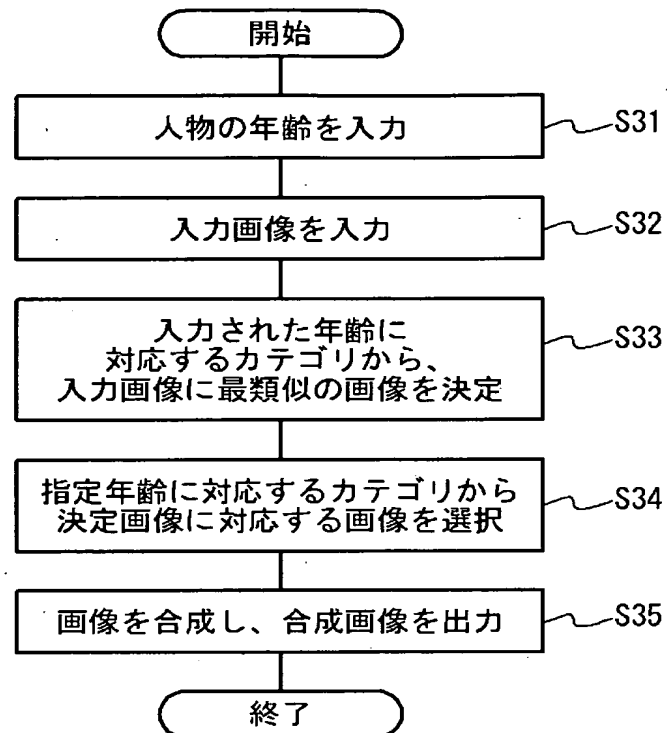 開始
人物の年齢を入力
S31
入力画像を入力
S32
入力された年齢に
対応するカテゴリから、
入力画像に最類似の画像を決定
S33
指定年齢に対応するカテゴリから
決定画像に対応する画像を選択
S34
画像を合成し、合成画像を出力
S35
終了